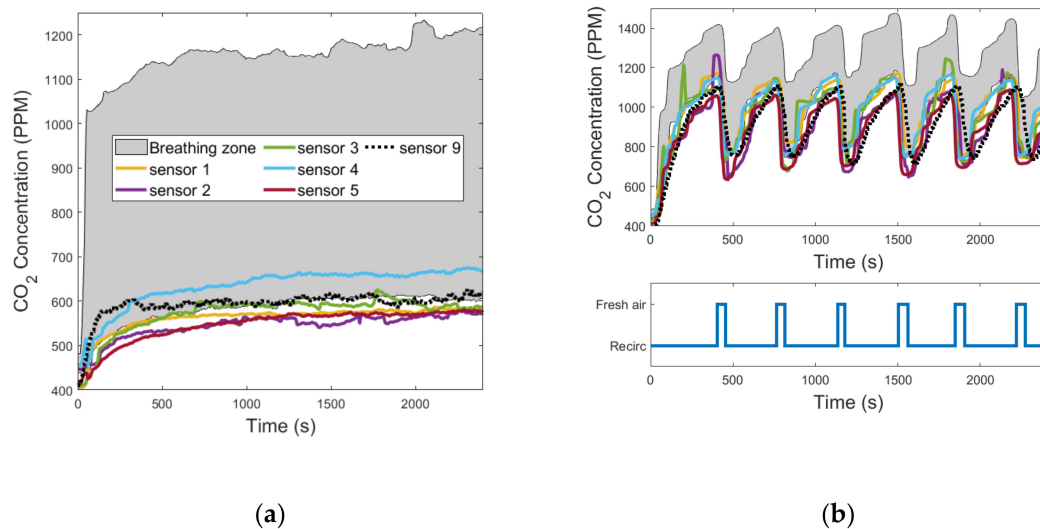 CO2 Concentration (PPM)
1200
1100
1000
900
800
700
600
500
400
Breathing zone
sensor 1
sensor 2
sensor 3
sensor 4
sensor 5
sensor 9
0
500
1000
1500
2000
Time (s)
(a)
CO2 Concentration (PPM)
1400
1200
1000
800
600
400
0
500
1000
1500
2000
Time (s)
Fresh air
Recirc
0
500
1000
1500
2000
Time (s)
(b)